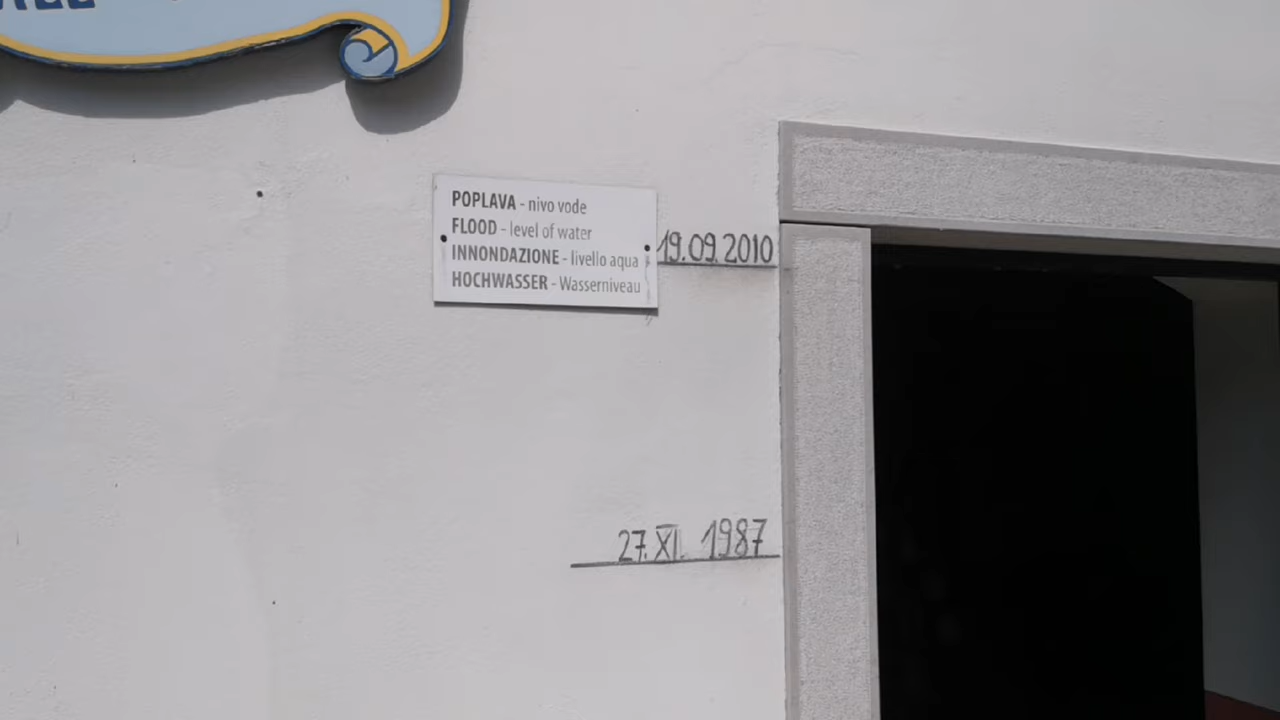 POPLAVA - nivo vode
FLOOD - level of water
INNONDAZIONE - livello aqua
HOCHWASSER - Wasserniveau
19.09.2010
27.XI. 1987